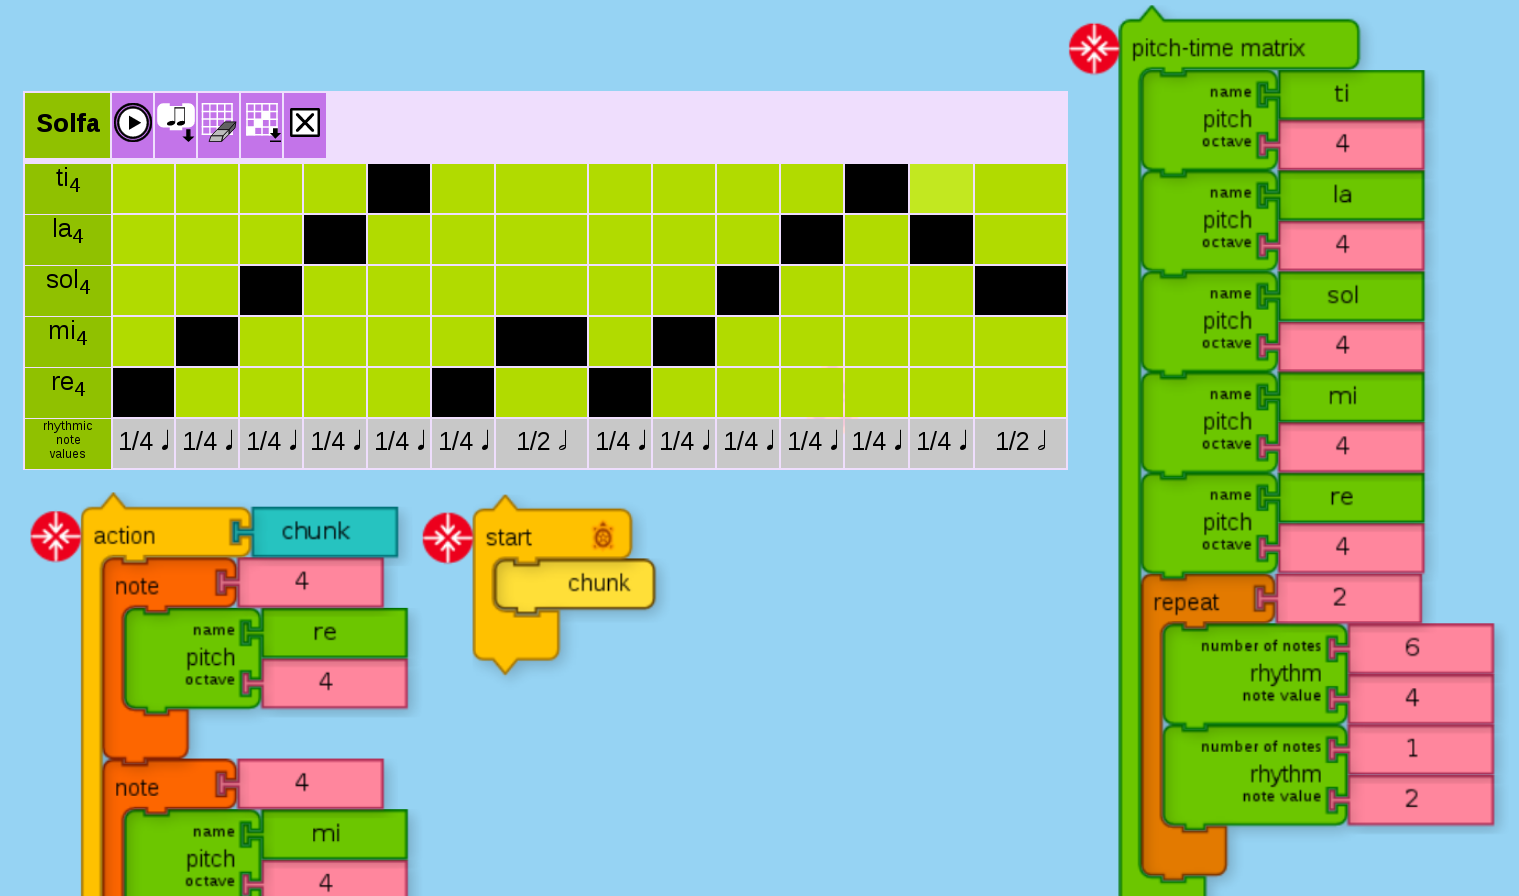 Solfa
ti4
la4
sol4
mi4
re4
rhythmic
note
values
1/4 ♩ 1/4 ♩ 1/4 ♩ 1/4 ♩ 1/4 ♩ 1/4 ♩ 1/2 𝅗𝅥 1/4 ♩ 1/4 ♩ 1/4 ♩ 1/4 ♩ 1/4 ♩ 1/4 ♩ 1/2 𝅗𝅥
action chunk
note 4
name re
pitch
octave 4
note 4
name mi
pitch
octave 4
start
chunk
pitch-time matrix
name ti
pitch
octave 4
name la
pitch
octave 4
name sol
pitch
octave 4
name mi
pitch
octave 4
name re
pitch
octave 4
repeat 2
number of notes 6
rhythm
note value 4
number of notes 1
rhythm
note value 2